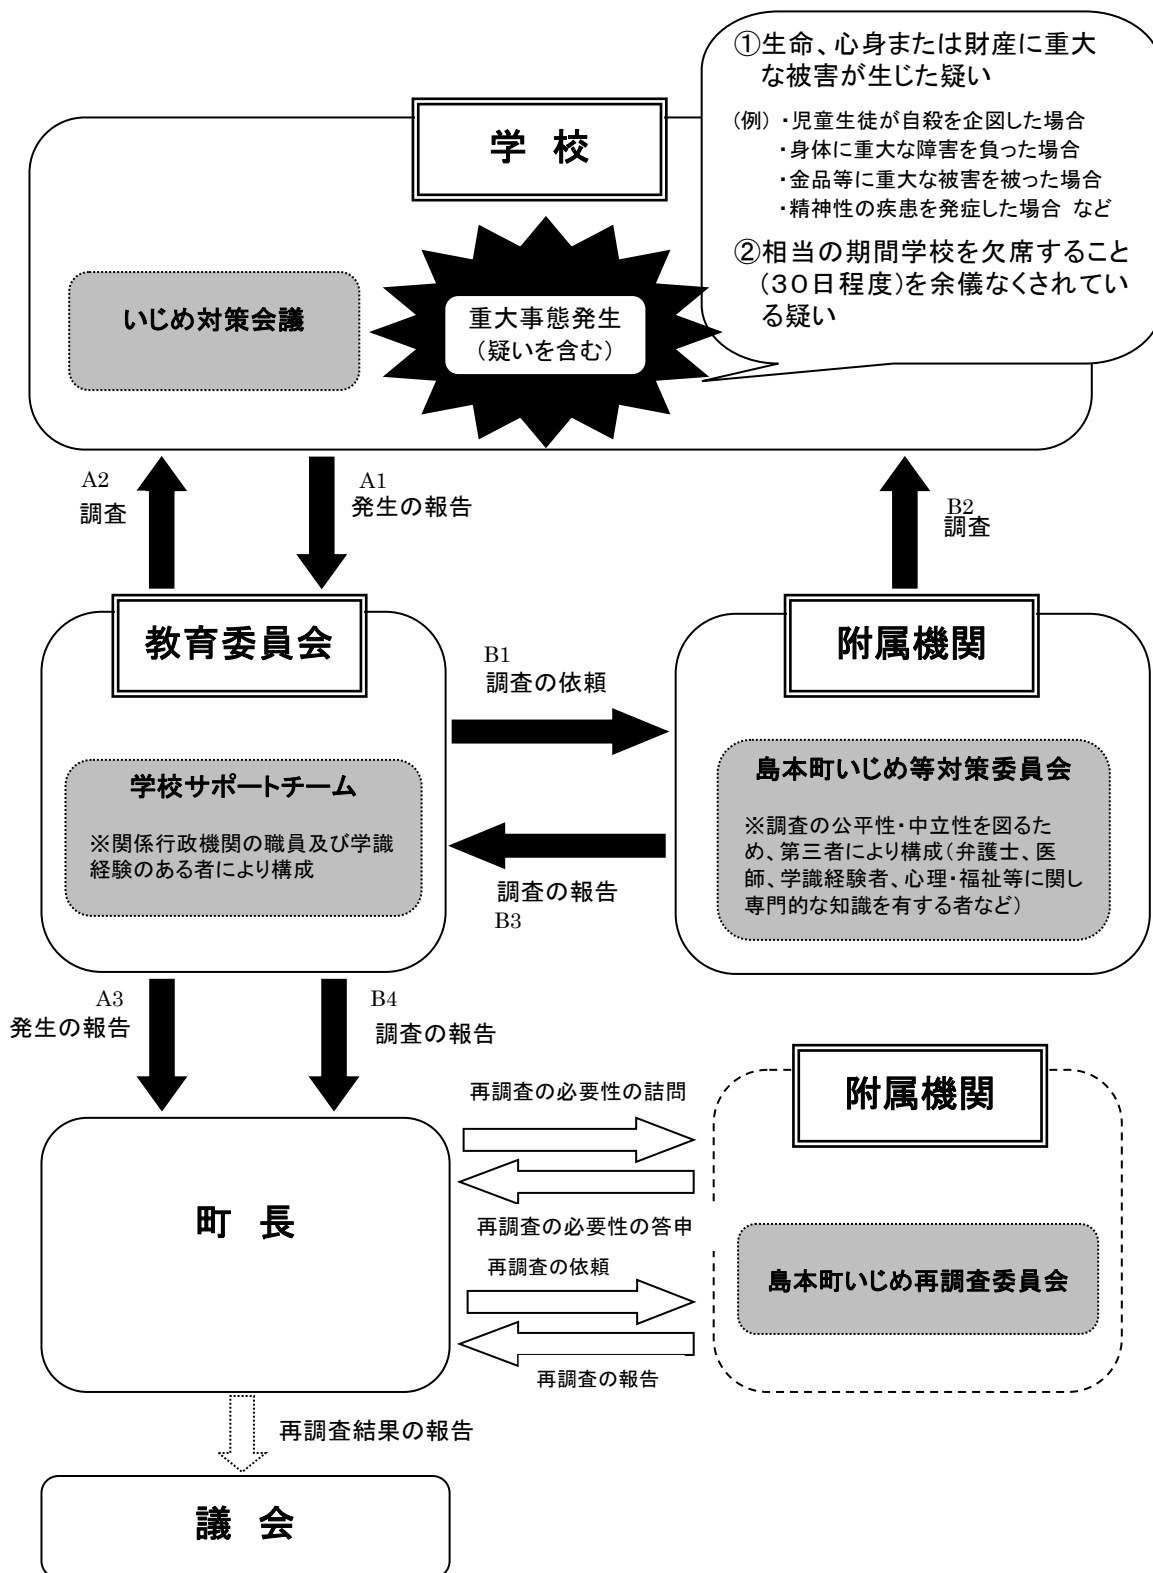 ①生命、心身または財産に重大
な被害が生じた疑い
(例) ・児童生徒が自殺を企図した場合
・身体に重大な障害を負った場合
・金品等に重大な被害を被った場合
・精神性の疾患を発症した場合 など
②相当の期間学校を欠席すること
(30日程度)を余儀なくされてい
る疑い
学 校
いじめ対策会議
重大事態発生
(疑いを含む)
A2
調査
A1
発生の報告
B2
調査
教育委員会
学校サポートチーム
※関係行政機関の職員及び学識
経験のある者により構成
B1
調査の依頼
調査の報告
B3
附属機関
島本町いじめ等対策委員会
※調査の公平性・中立性を図るた
め、第三者により構成(弁護士、医
師、学識経験者、心理・福祉等に関し
専門的な知識を有する者など)
A3
発生の報告
B4
調査の報告
町 長
再調査の必要性の詰問
再調査の必要性の答申
再調査の依頼
再調査の報告
附属機関
島本町いじめ再調査委員会
再調査結果の報告
議 会